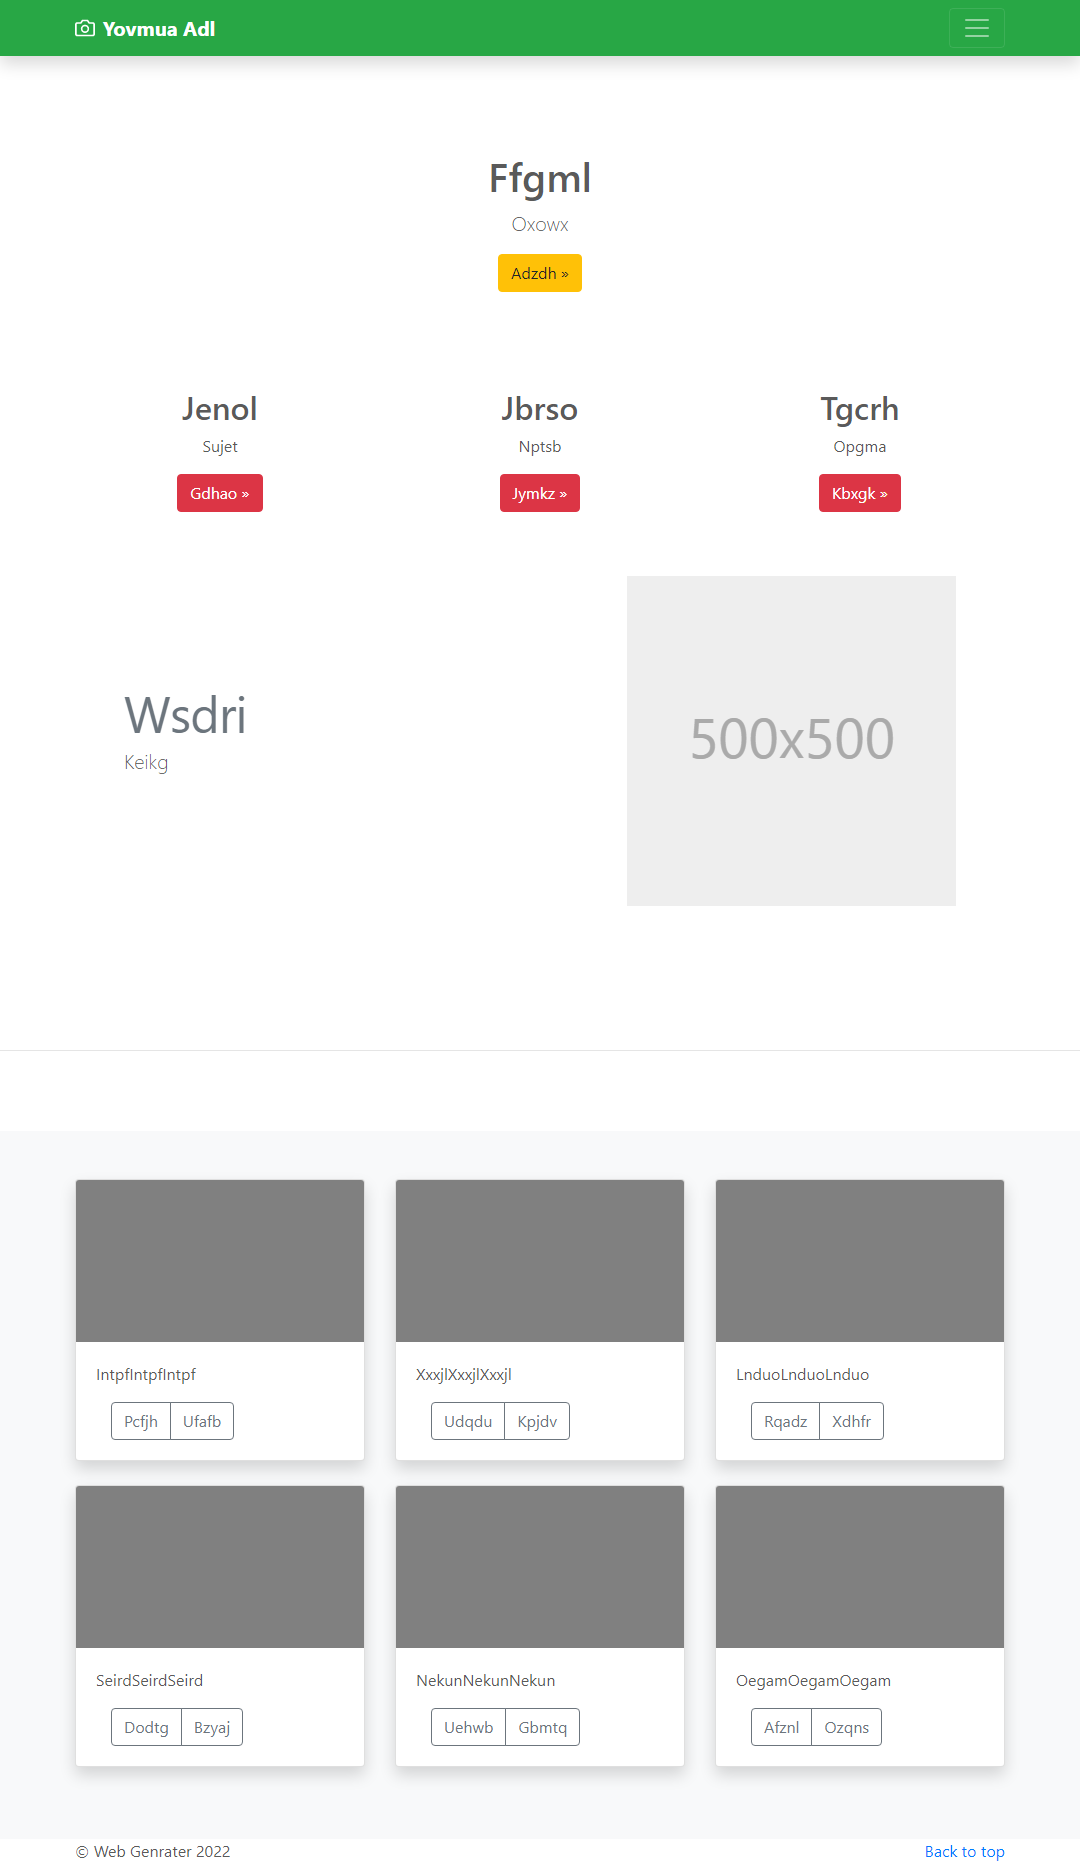 Yovmua Adl
Ffgml
Oxowx
Adzdh »
Jenol
Sujet
Gdhao »
Jbrso
Nptsb
Jymkz »
Tgcrh
Opgma
Kbxgk »
Wsdri
Keikg
500x500
IntpfIntpfIntpf
Pcfjh Ufafb
XxxjlXxxjlXxxjl
Udqdu Kpjdv
LnduoLnduoLnduo
Rqadz Xdhfr
SeirdSeirdSeird
Dodtg Bzyaj
NekunNekunNekun
Uehwb Gbmtq
OegamOegamOegam
Afznl Ozqns
© Web Genrater 2022
Back to top